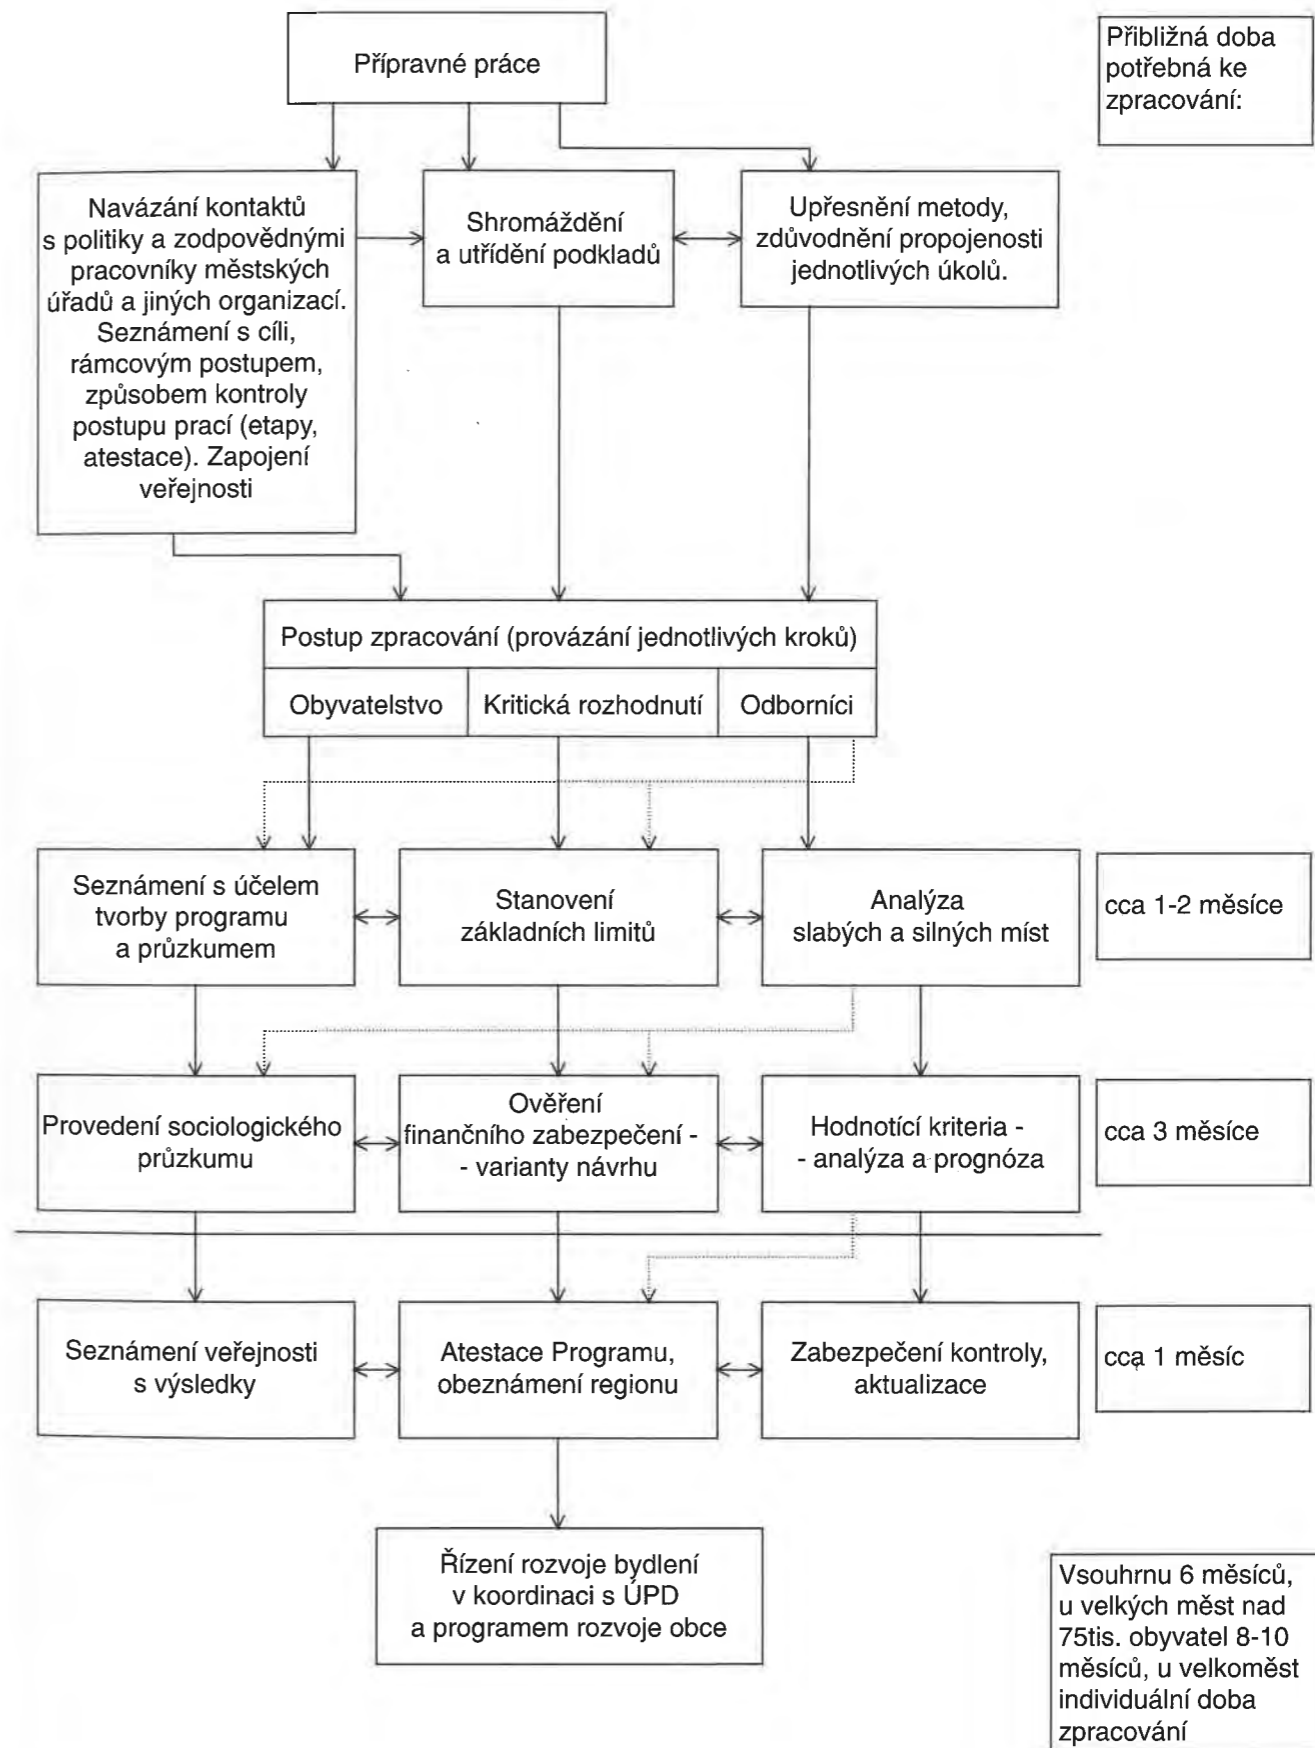 Přípravné práce
Přibližná doba
potřebná ke
zpracování:
Navázání kontaktů
s politiky a zodpovědnými
pracovníky městských
úřadů a jiných organizací.
Seznámení s cíli,
rámcovým postupem,
způsobem kontroly
postupu prací (etapy,
atestace). Zapojení
veřejnosti
Shromáždění
a utřídění podkladů
Upřesnění metody,
zdůvodnění propojenosti
jednotlivých úkolů.
Postup zpracování (provázání jednotlivých kroků)
Obyvatelstvo
Kritická rozhodnutí
Odborníci
Seznámení s účelem
tvorby programu
a průzkumem
Stanovení
základních limitů
Analýza
slabých a silných míst
cca 1-2 měsíce
Provedení sociologického
průzkumu
Ověření
finančního zabezpečení -
- varianty návrhu
Hodnotící kriteria -
- analýza a prognóza
cca 3 měsíce
Seznámení veřejnosti
s výsledky
Atestace Programu,
obeznámení regionu
Zabezpečení kontroly,
aktualizace
cca 1 měsíc
Řízení rozvoje bydlení
v koordinaci s ÚPD
a programem rozvoje obce
Vsouhrnu 6 měsíců,
u velkých měst nad
75tis. obyvatel 8-10
měsíců, u velkoměst
individuální doba
zpracování